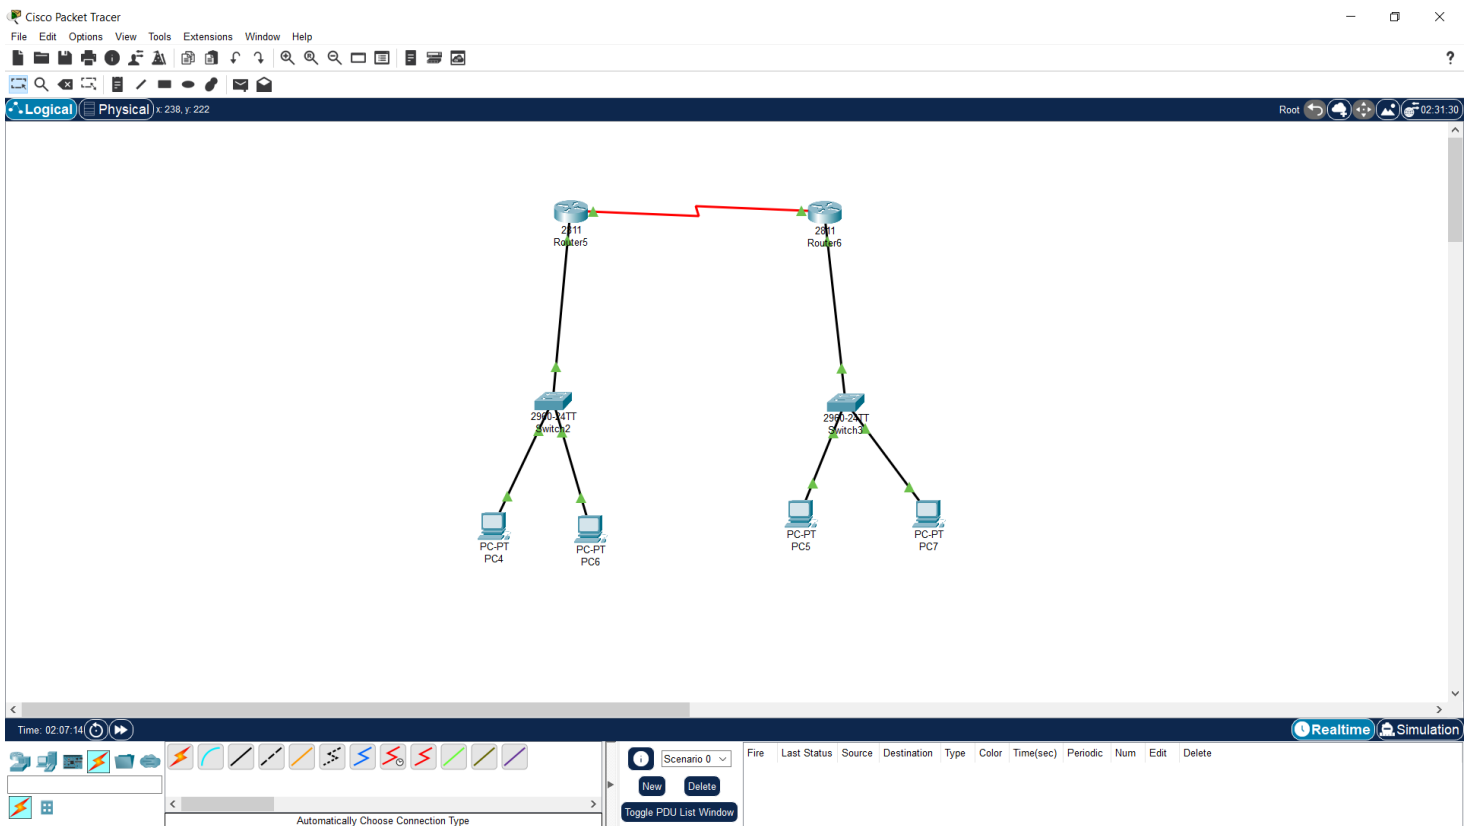 Cisco Packet Tracer
File Edit Options View Tools Extensions Window Help
?
Logical Physical x: 238, y: 222 Root 02:31:30
2811
Router5
2811
Router6
2960-24TT
Switch2
2960-24TT
Switch3
PC-PT
PC4
PC-PT
PC6
PC-PT
PC5
PC-PT
PC7
Time: 02:07:14 Realtime Simulation
Scenario 0
New Delete
Toggle PDU List Window
Fire Last Status Source Destination Type Color Time(sec) Periodic Num Edit Delete
Automatically Choose Connection Type